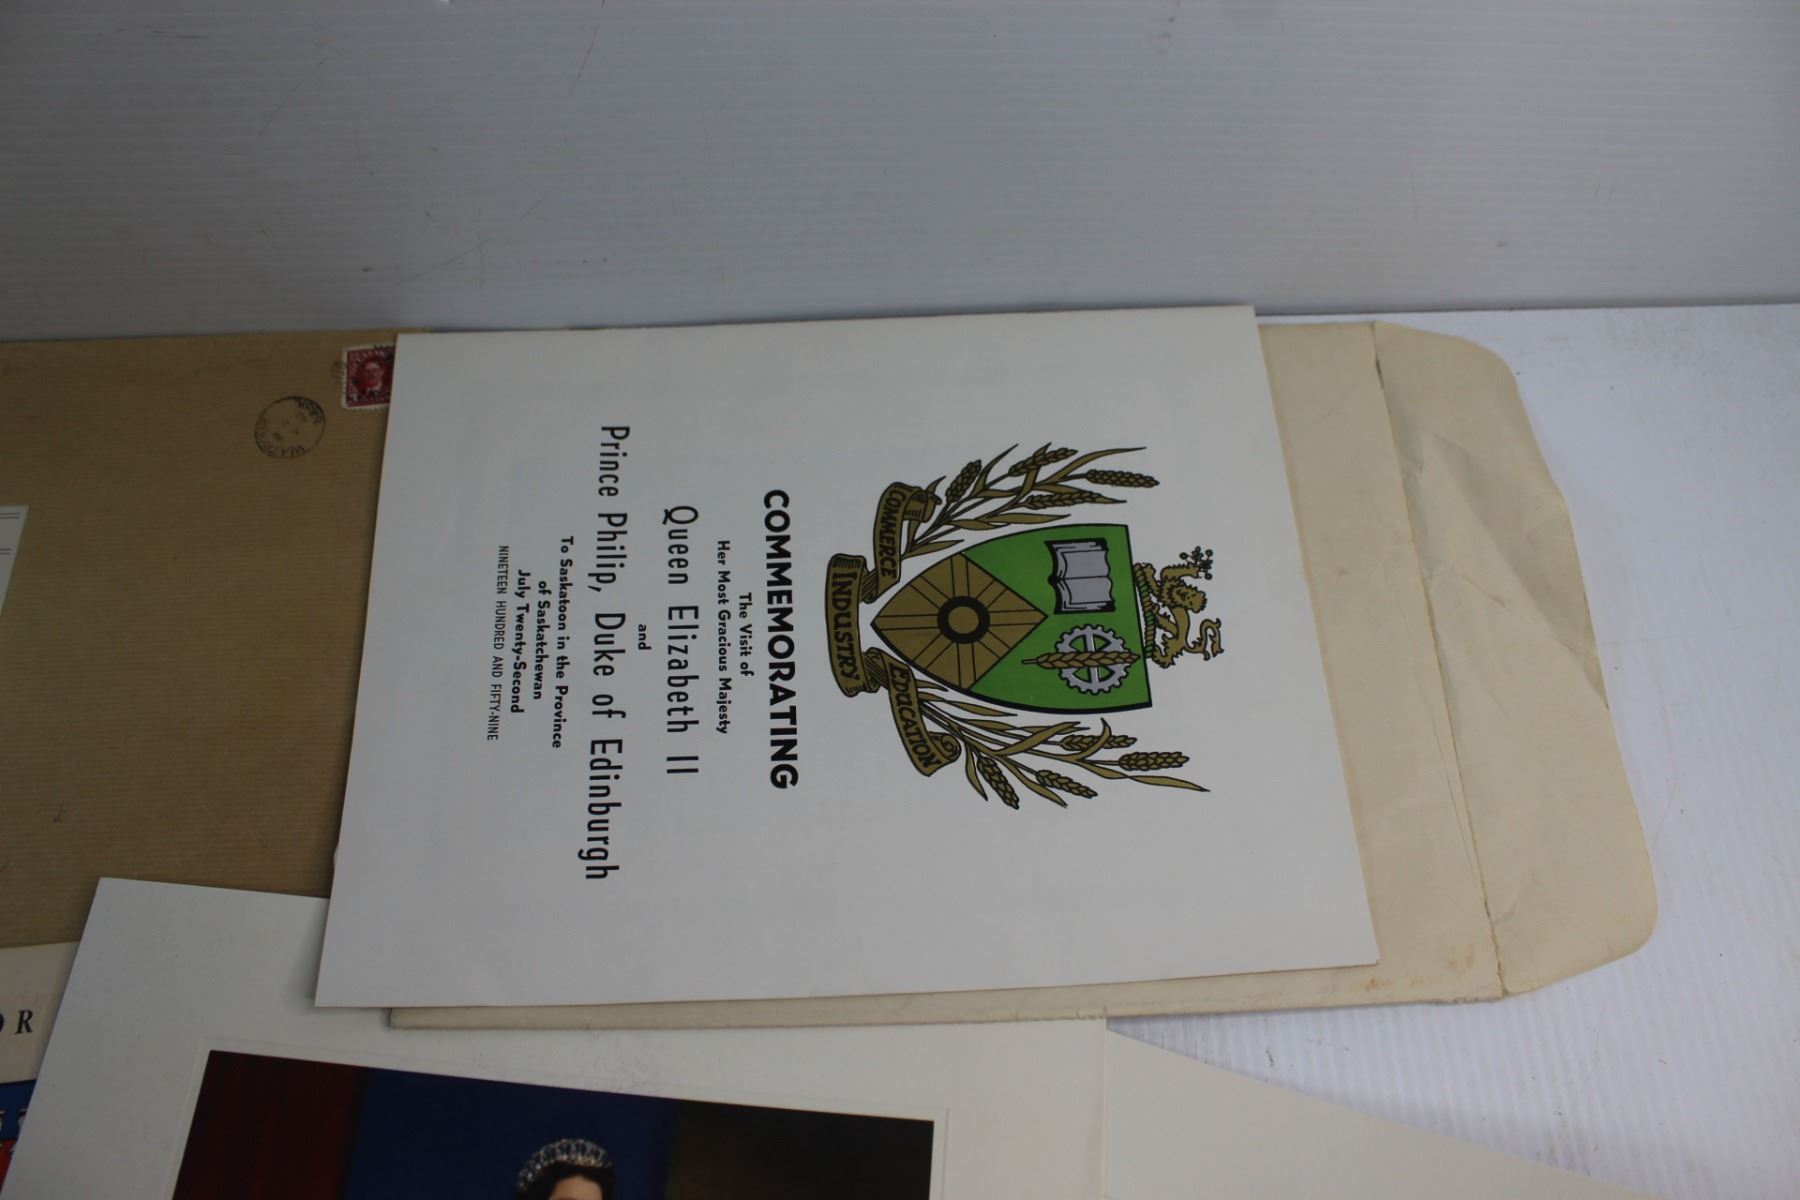 COMMERCE
INDUSTRY
EDUCATION
COMMEMORATING
The Visit of
Her Most Gracious Majesty
Queen Elizabeth II
and
Prince Philip, Duke of Edinburgh
To Saskatoon in the Province
of Saskatchewan
July Twenty-Second
NINETEEN HUNDRED AND FIFTY-NINE
OR